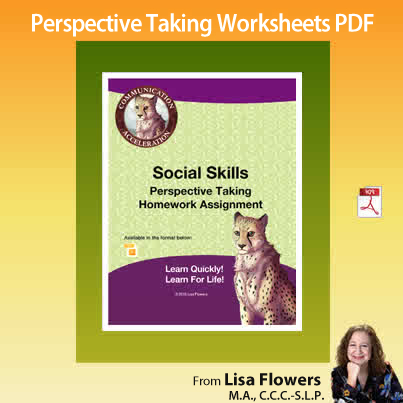 Perspective Taking Worksheets PDF
COMMUNICATION
ACCELERATION
Social Skills
Perspective Taking
Homework Assignment
Available in the format below:
Learn Quickly!
Learn For Life!
From Lisa Flowers
M.A., C.C.C.-S.L.P.